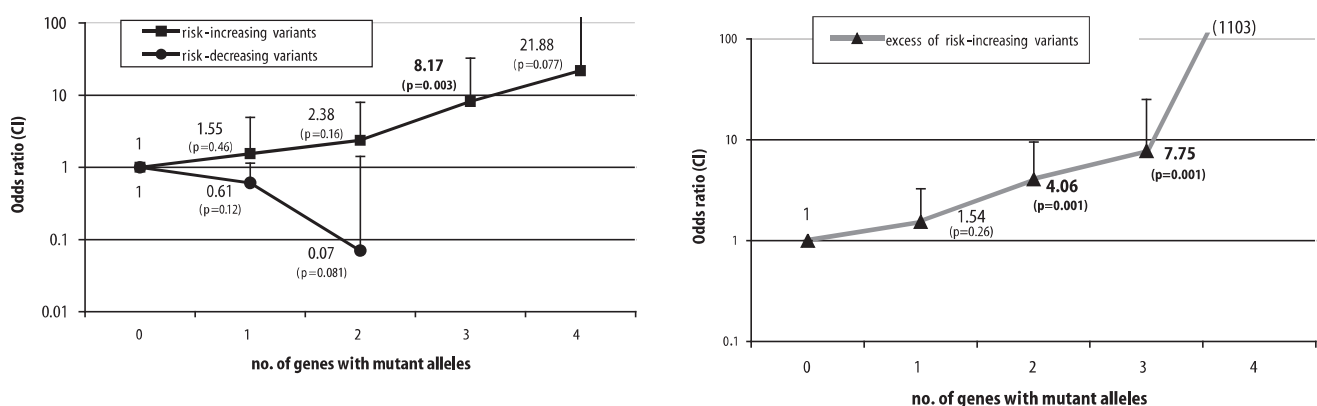 100
10
1
0.1
0.01
Odds ratio (CI)
risk-increasing variants
risk-decreasing variants
1
1
1.55
(p=0.46)
0.61
(p=0.12)
2.38
(p=0.16)
0.07
(p=0.081)
8.17
(p=0.003)
21.88
(p=0.077)
0 1 2 3 4
no. of genes with mutant alleles
100
10
1
0.1
Odds ratio (CI)
excess of risk-increasing variants
(1103)
1
1.54
(p=0.26)
4.06
(p=0.001)
7.75
(p=0.001)
0 1 2 3 4
no. of genes with mutant alleles